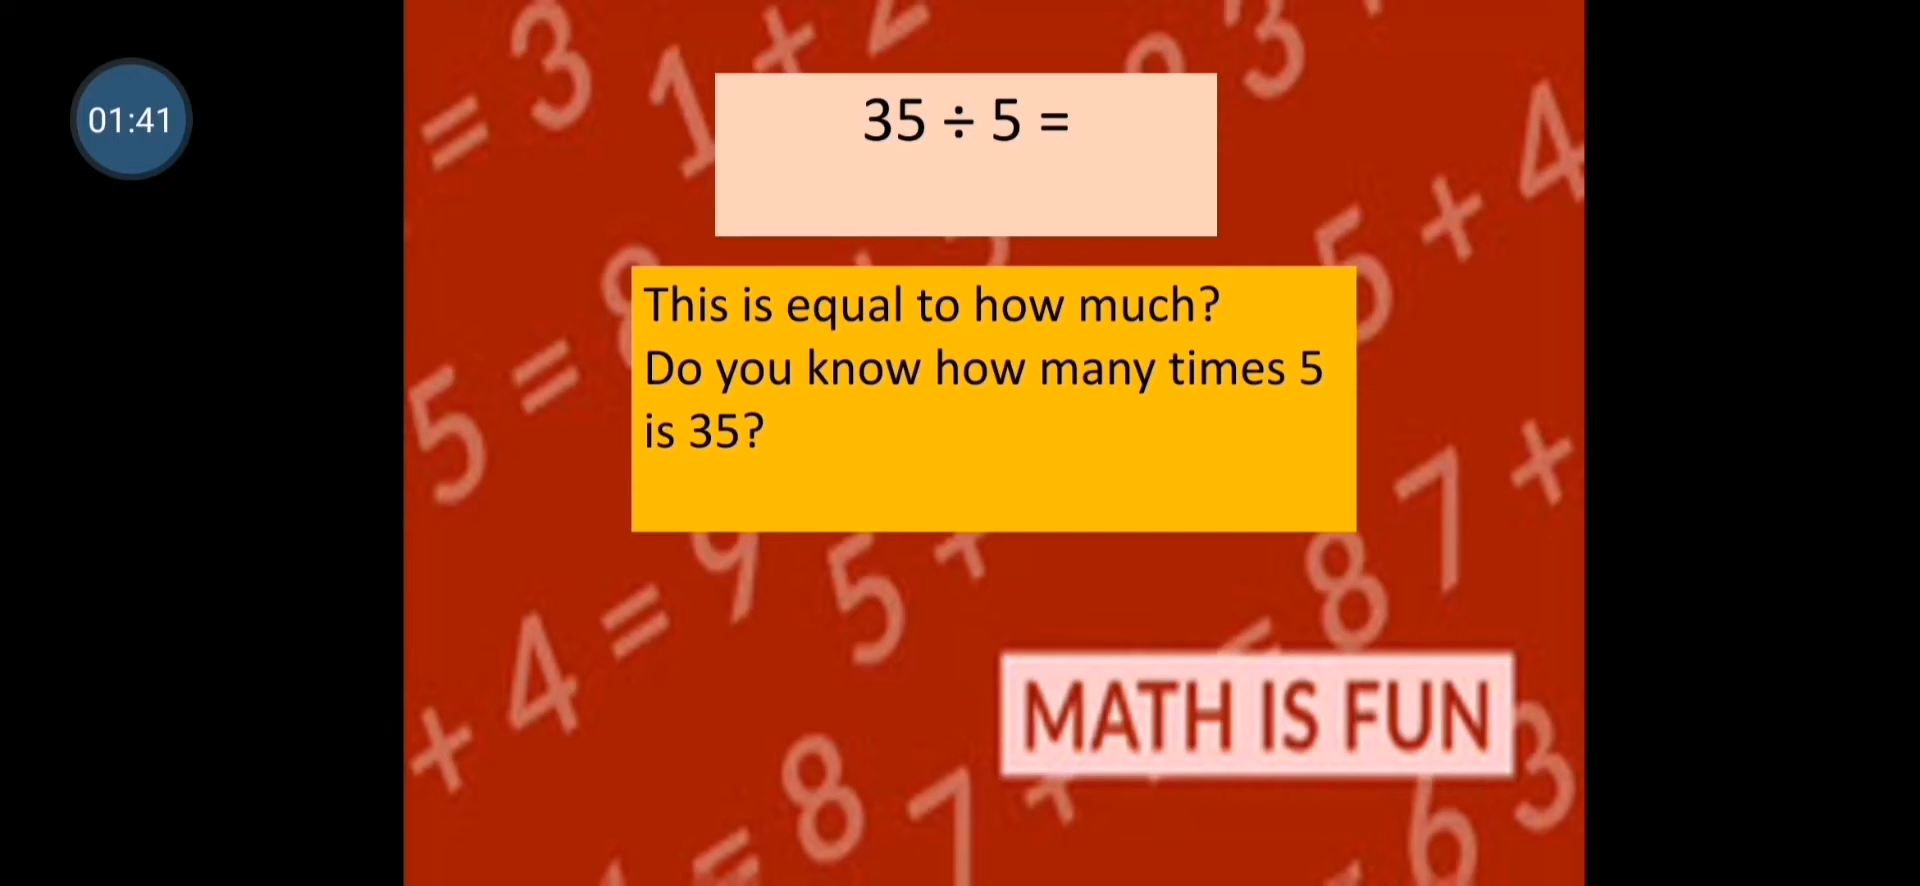 01:41
35 ÷ 5 =
This is equal to how much?
Do you know how many times 5
is 35?
MATH IS FUN